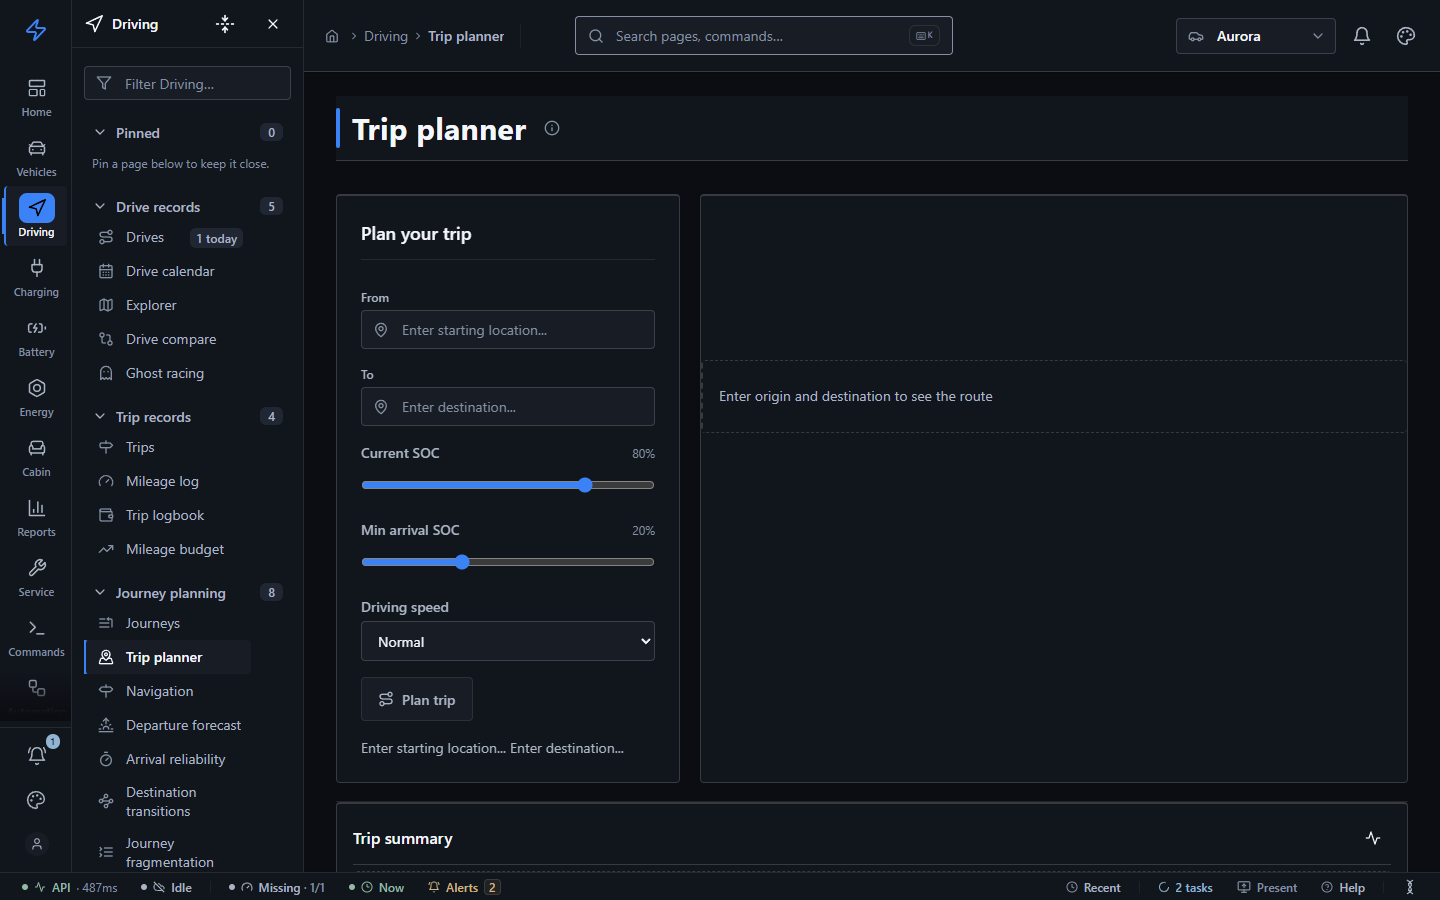 Driving
Driving
Trip planner
Search pages, commands...
K
Aurora
Home
Vehicles
Driving
Charging
Battery
Energy
Cabin
Reports
Service
Commands
1
Filter Driving...
Pinned
0
Pin a page below to keep it close.
Drive records
5
Drives
1 today
Drive calendar
Explorer
Drive compare
Ghost racing
Trip records
4
Trips
Mileage log
Trip logbook
Mileage budget
Journey planning
8
Journeys
Trip planner
Navigation
Departure forecast
Arrival reliability
Destination
transitions
Journey
fragmentation
Trip planner
Plan your trip
From
Enter starting location...
To
Enter destination...
Current SOC
80%
Min arrival SOC
20%
Driving speed
Normal
Plan trip
Enter starting location... Enter destination...
Enter origin and destination to see the route
Trip summary
API · 487ms
Idle
Missing · 1/1
Now
Alerts 2
Recent
2 tasks
Present
Help